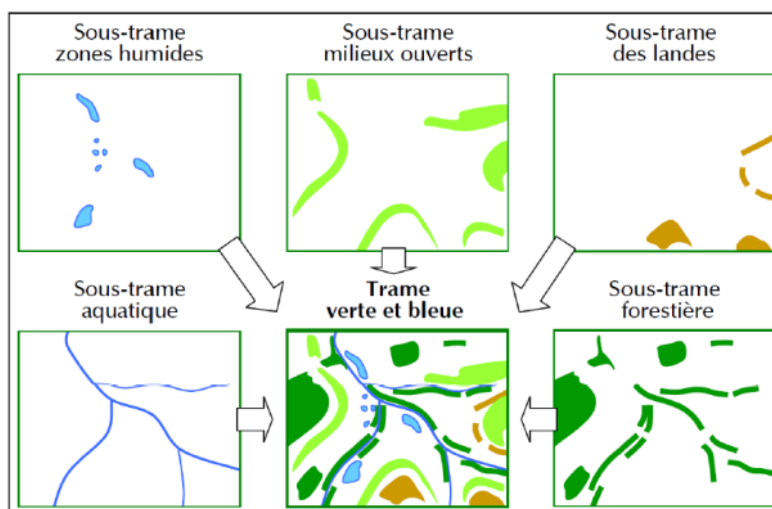 Sous-trame
zones humides
Sous-trame
milieux ouverts
Sous-trame
des landes
Sous-trame
aquatique
Trame
verte et bleue
Sous-trame
forestière